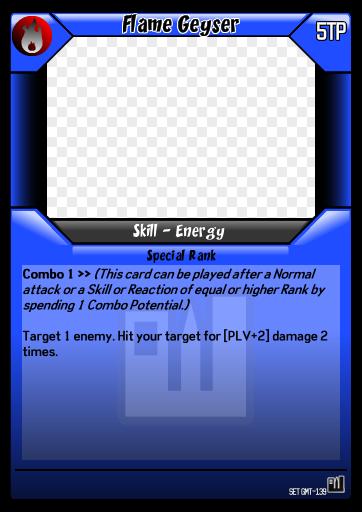 Flame Geyser
5TP
Skill - Energy
Special Rank
Combo 1 >> (This card can be played after a Normal
attack or a Skill or Reaction of equal or higher Rank by
spending 1 Combo Potential.)
Target 1 enemy. Hit your target for [PLV+2] damage 2
times.
SET GMT-139